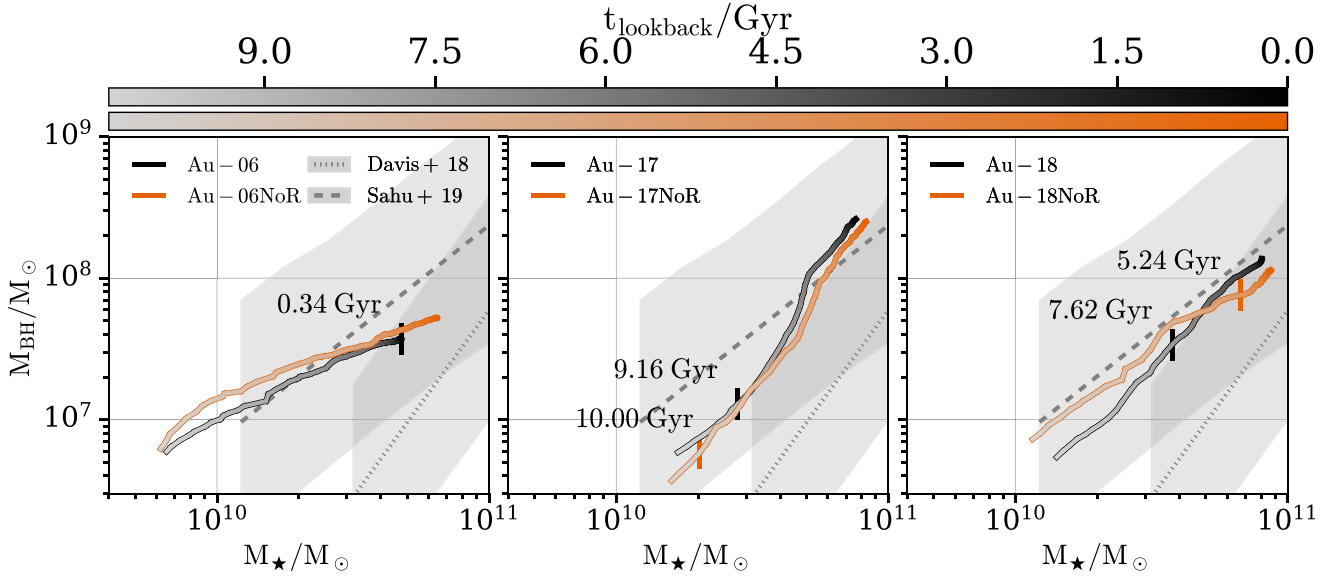 t_lookback/Gyr
9.0 7.5 6.0 4.5 3.0 1.5 0.0
10^9
10^8
10^7
M_BH/M_⊙
Au − 06
Au − 06NoR
Davis + 18
Sahu + 19
0.34 Gyr
Au − 17
Au − 17NoR
9.16 Gyr
10.00 Gyr
Au − 18
Au − 18NoR
5.24 Gyr
7.62 Gyr
10^10 10^11 10^10 10^11 10^10 10^11
M_★/M_⊙ M_★/M_⊙ M_★/M_⊙